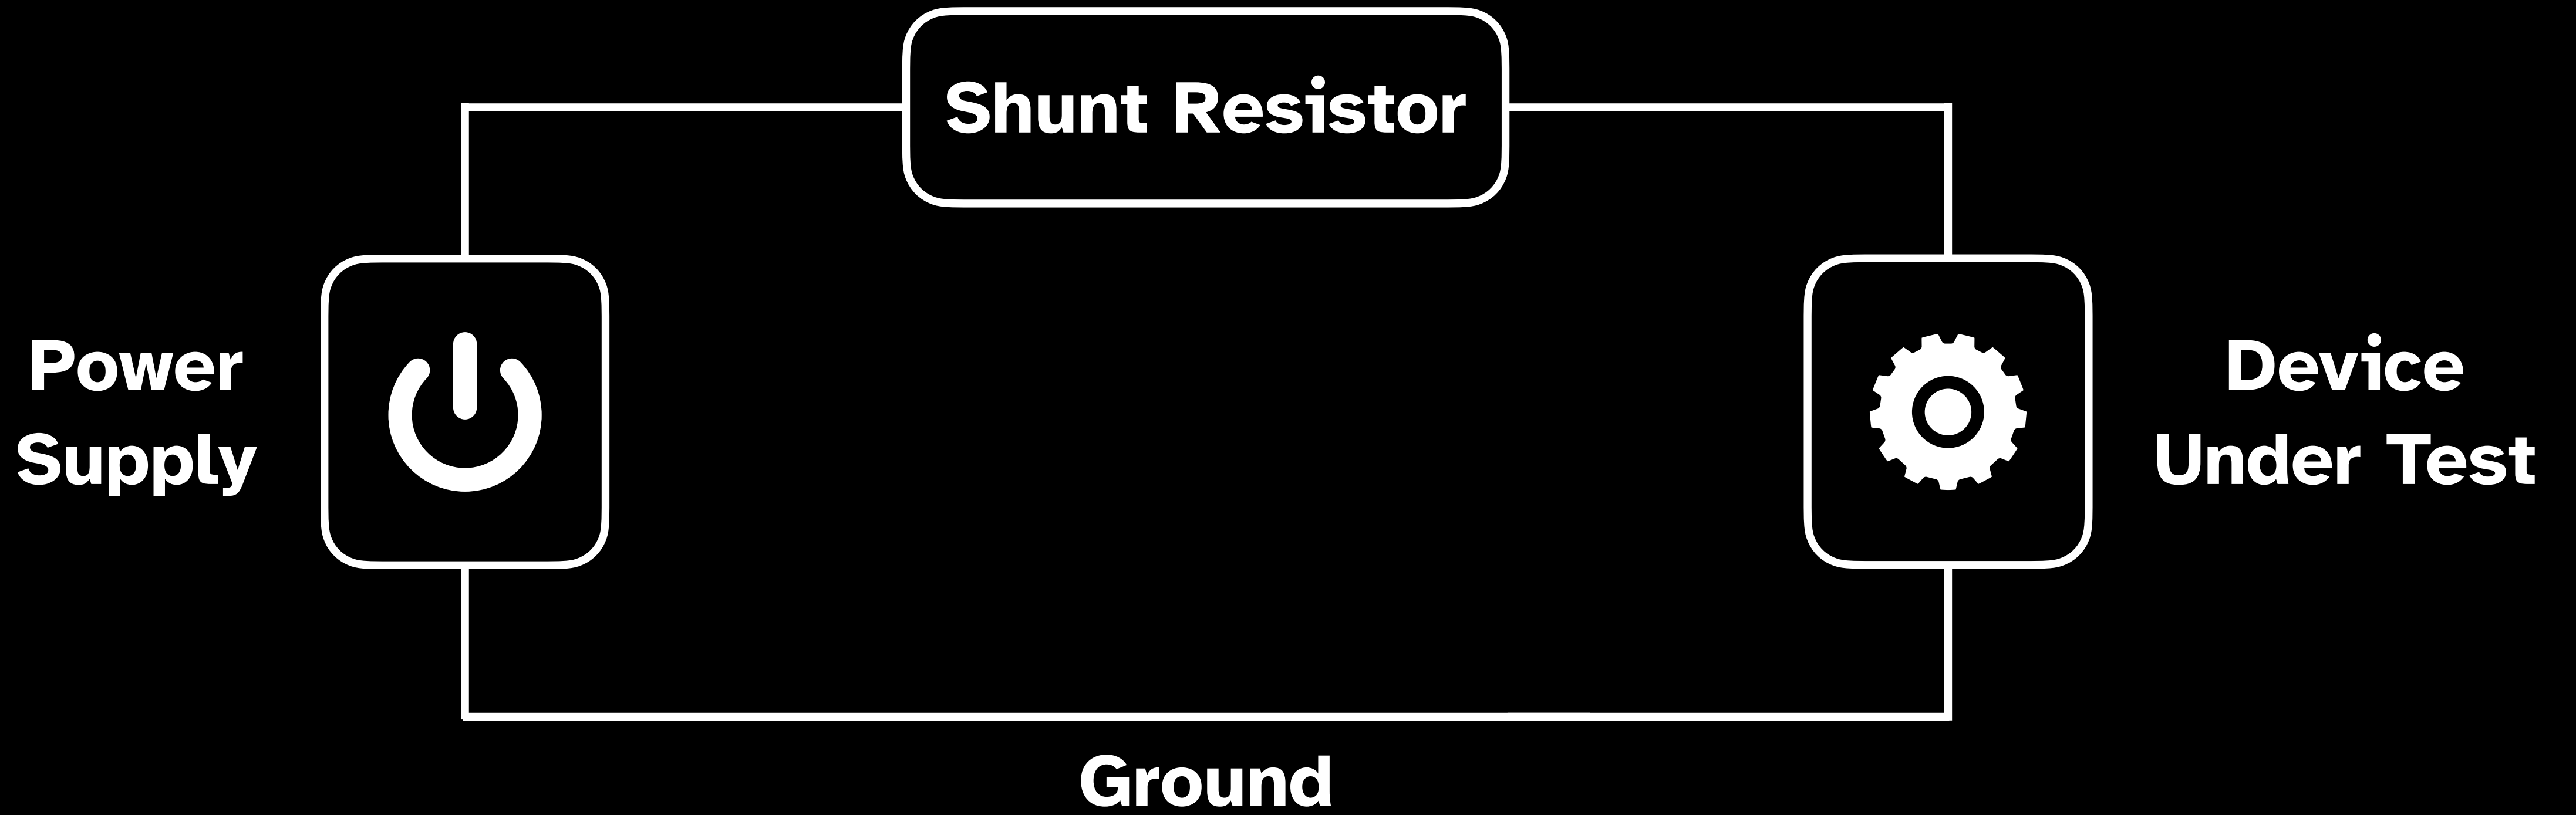 Shunt Resistor
Power
Supply
Device
Under Test
Ground